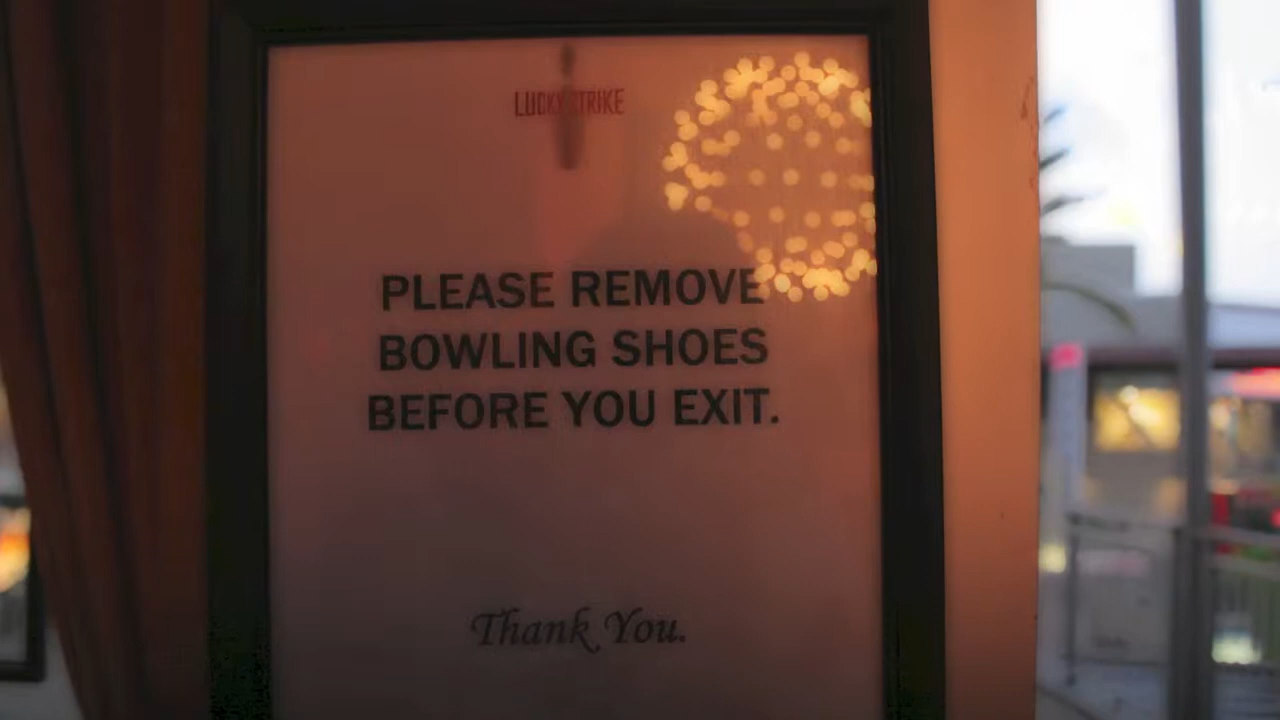 LUCKY STRIKE
PLEASE REMOVE
BOWLING SHOES
BEFORE YOU EXIT.
Thank You.